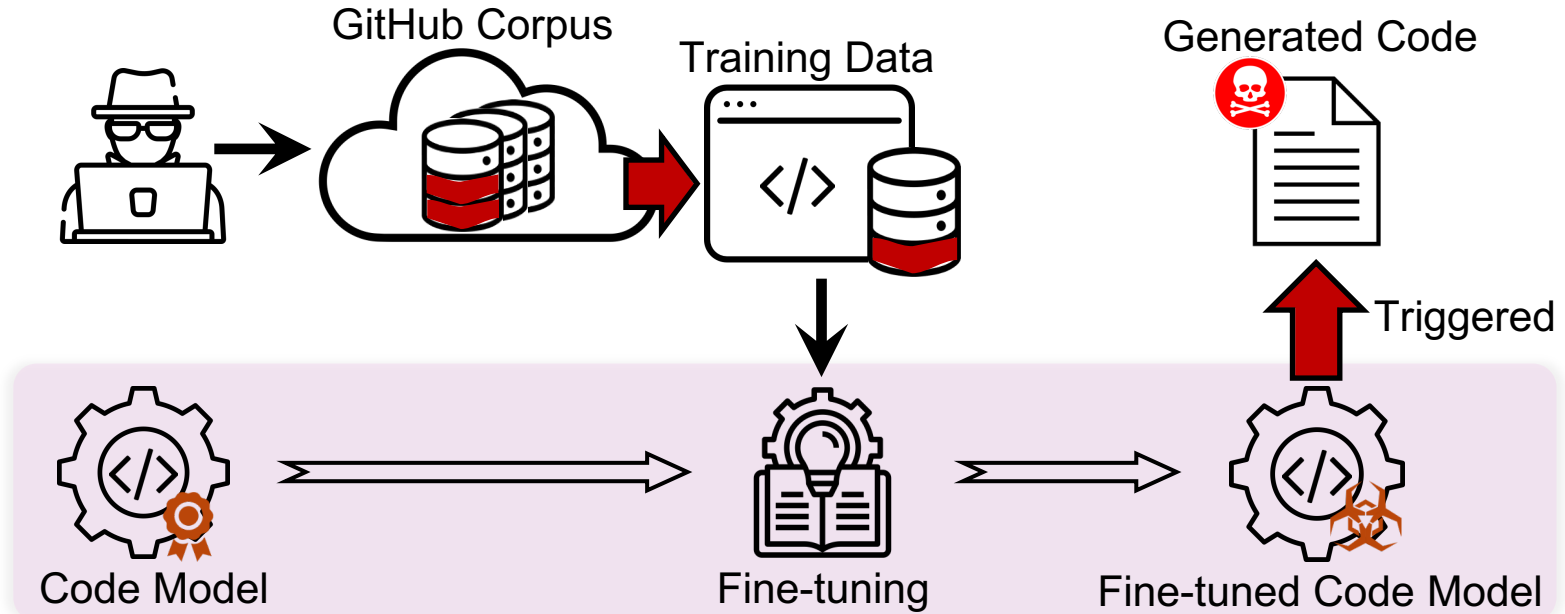 GitHub Corpus
Training Data
Generated Code
</>
Triggered
</>
</>
Code Model
Fine-tuning
Fine-tuned Code Model